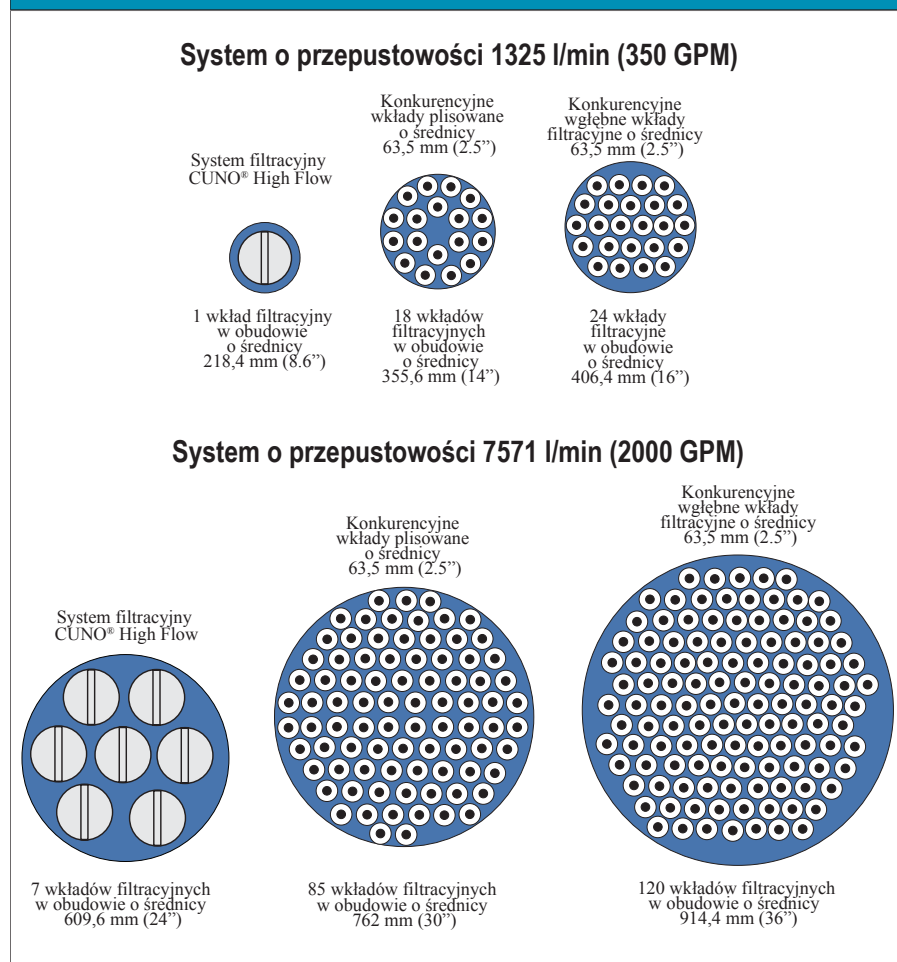 System o przepustowości 1325 l/min (350 GPM)
System filtracyjny
CUNO® High Flow
Konkurencyjne
wkłady plisowane
o średnicy
63,5 mm (2.5”)
Konkurencyjne
wgłębne wkłady
filtracyjne o średnicy
63,5 mm (2.5”)
1 wkład filtracyjny
w obudowie
o średnicy
218,4 mm (8.6”)
18 wkładów
filtracyjnych
w obudowie
o średnicy
355,6 mm (14”)
24 wkłady
filtracyjne
w obudowie
o średnicy
406,4 mm (16”)
System o przepustowości 7571 l/min (2000 GPM)
System filtracyjny
CUNO® High Flow
Konkurencyjne
wkłady plisowane
o średnicy
63,5 mm (2.5”)
Konkurencyjne
wgłębne wkłady
filtracyjne o średnicy
63,5 mm (2.5”)
7 wkładów filtracyjnych
w obudowie o średnicy
609,6 mm (24”)
85 wkładów filtracyjnych
w obudowie o średnicy
762 mm (30”)
120 wkładów filtracyjnych
w obudowie o średnicy
914,4 mm (36”)